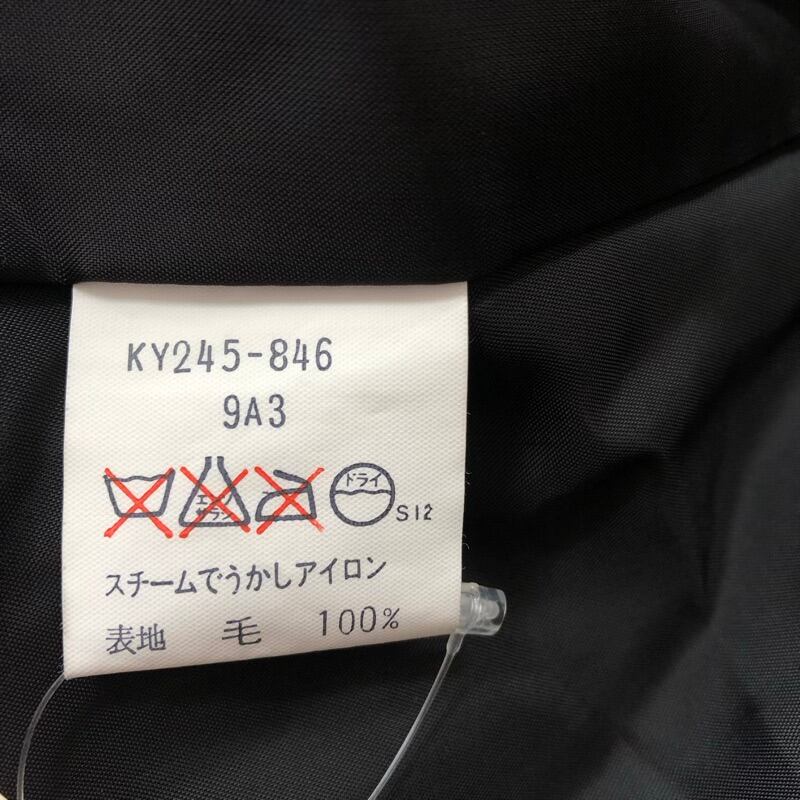 KY245-846
9A3
エンソ サラシ ドライ S12
スチームでうかしアイロン
表地 毛 100%